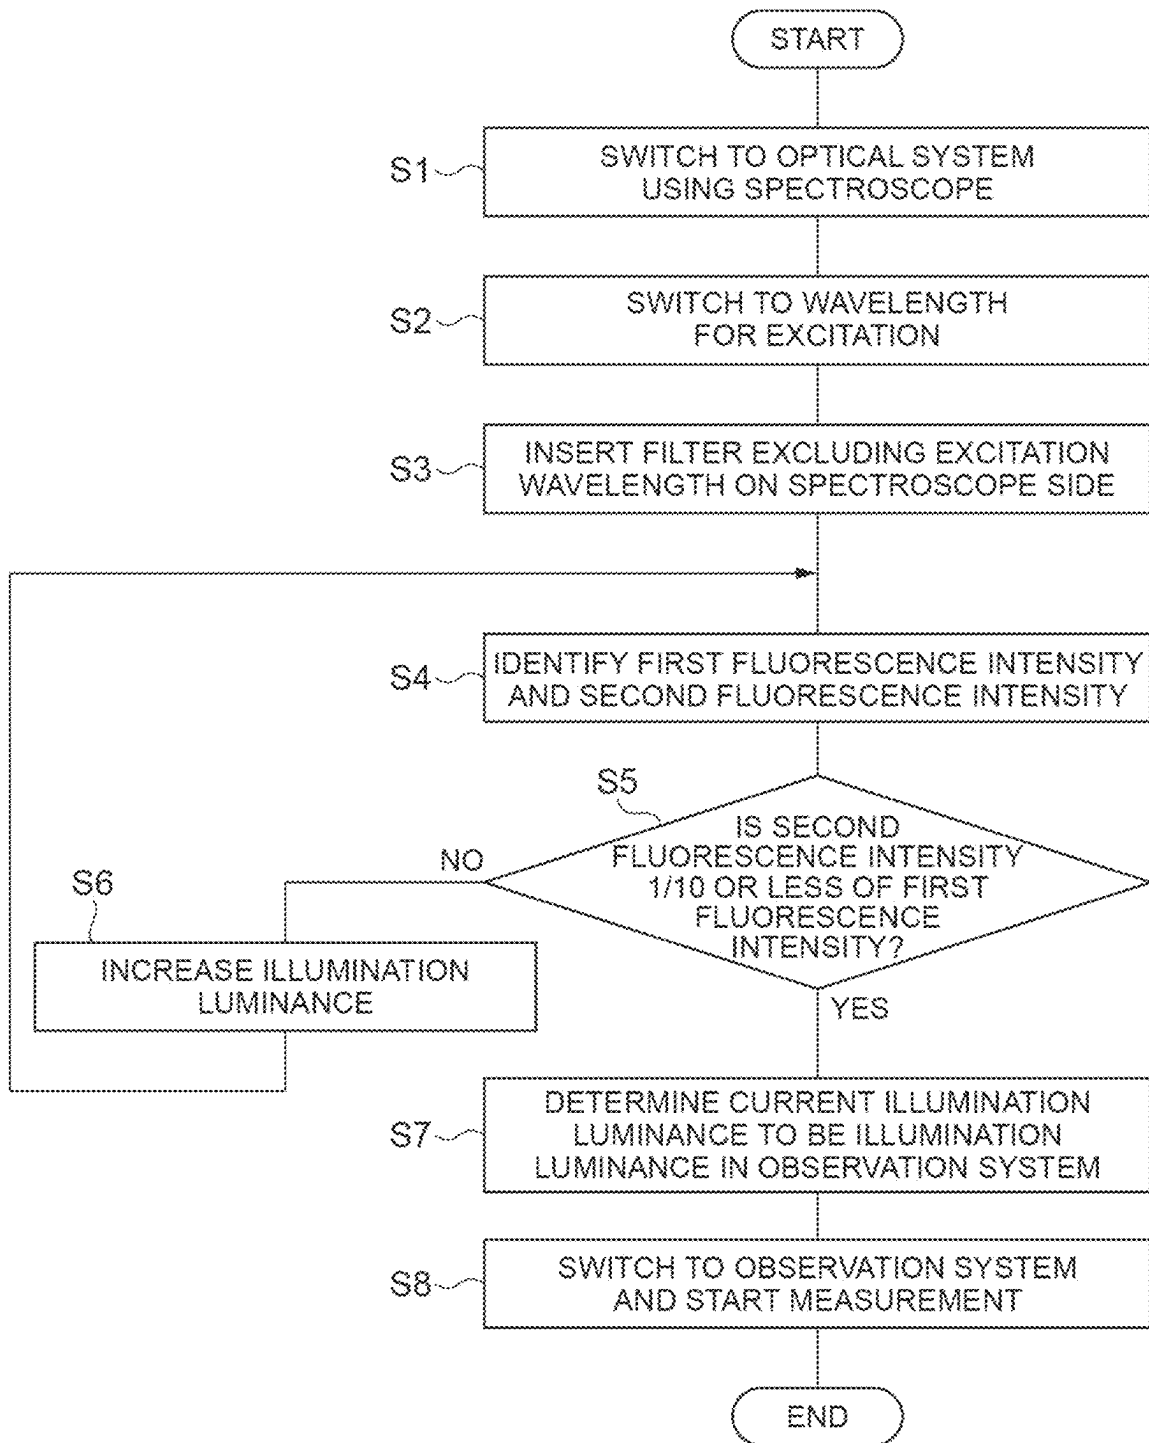 START
S1
SWITCH TO OPTICAL SYSTEM
USING SPECTROSCOPE
S2
SWITCH TO WAVELENGTH
FOR EXCITATION
S3
INSERT FILTER EXCLUDING EXCITATION
WAVELENGTH ON SPECTROSCOPE SIDE
S4
IDENTIFY FIRST FLUORESCENCE INTENSITY
AND SECOND FLUORESCENCE INTENSITY
S5
IS SECOND
FLUORESCENCE INTENSITY
1/10 OR LESS OF FIRST
FLUORESCENCE
INTENSITY?
NO
S6
INCREASE ILLUMINATION
LUMINANCE
YES
S7
DETERMINE CURRENT ILLUMINATION
LUMINANCE TO BE ILLUMINATION
LUMINANCE IN OBSERVATION SYSTEM
S8
SWITCH TO OBSERVATION SYSTEM
AND START MEASUREMENT
END